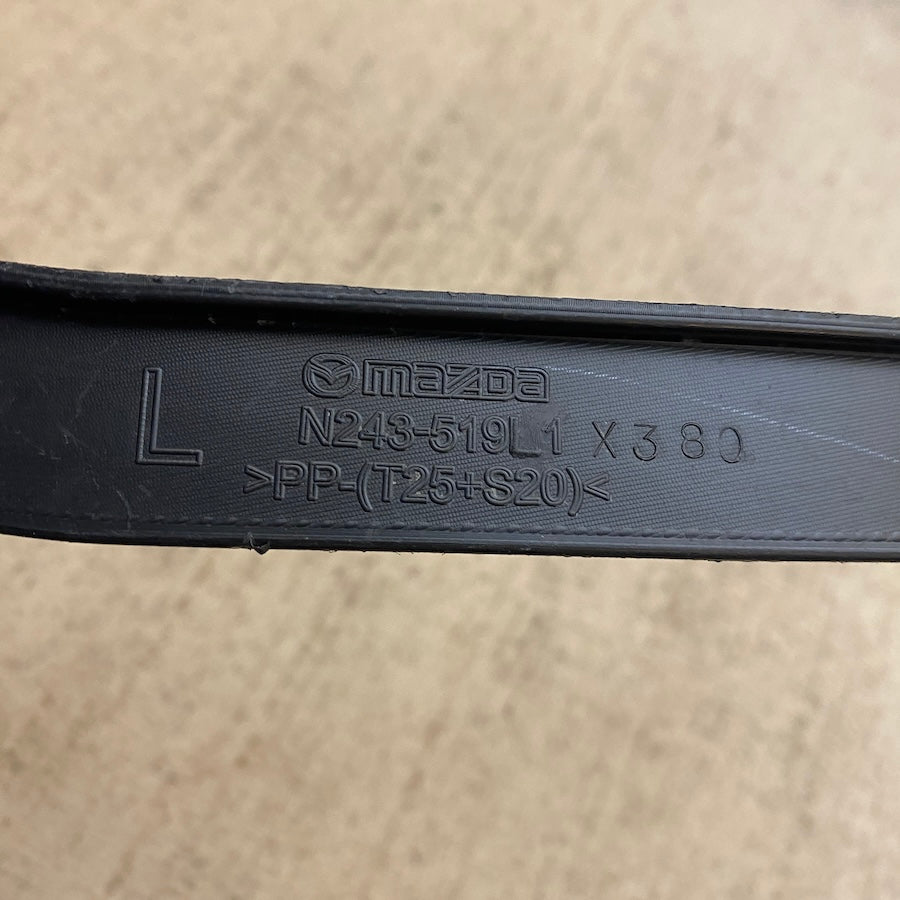 L
mazda
N243-519L1 X380
>PP-(T25+S20)<